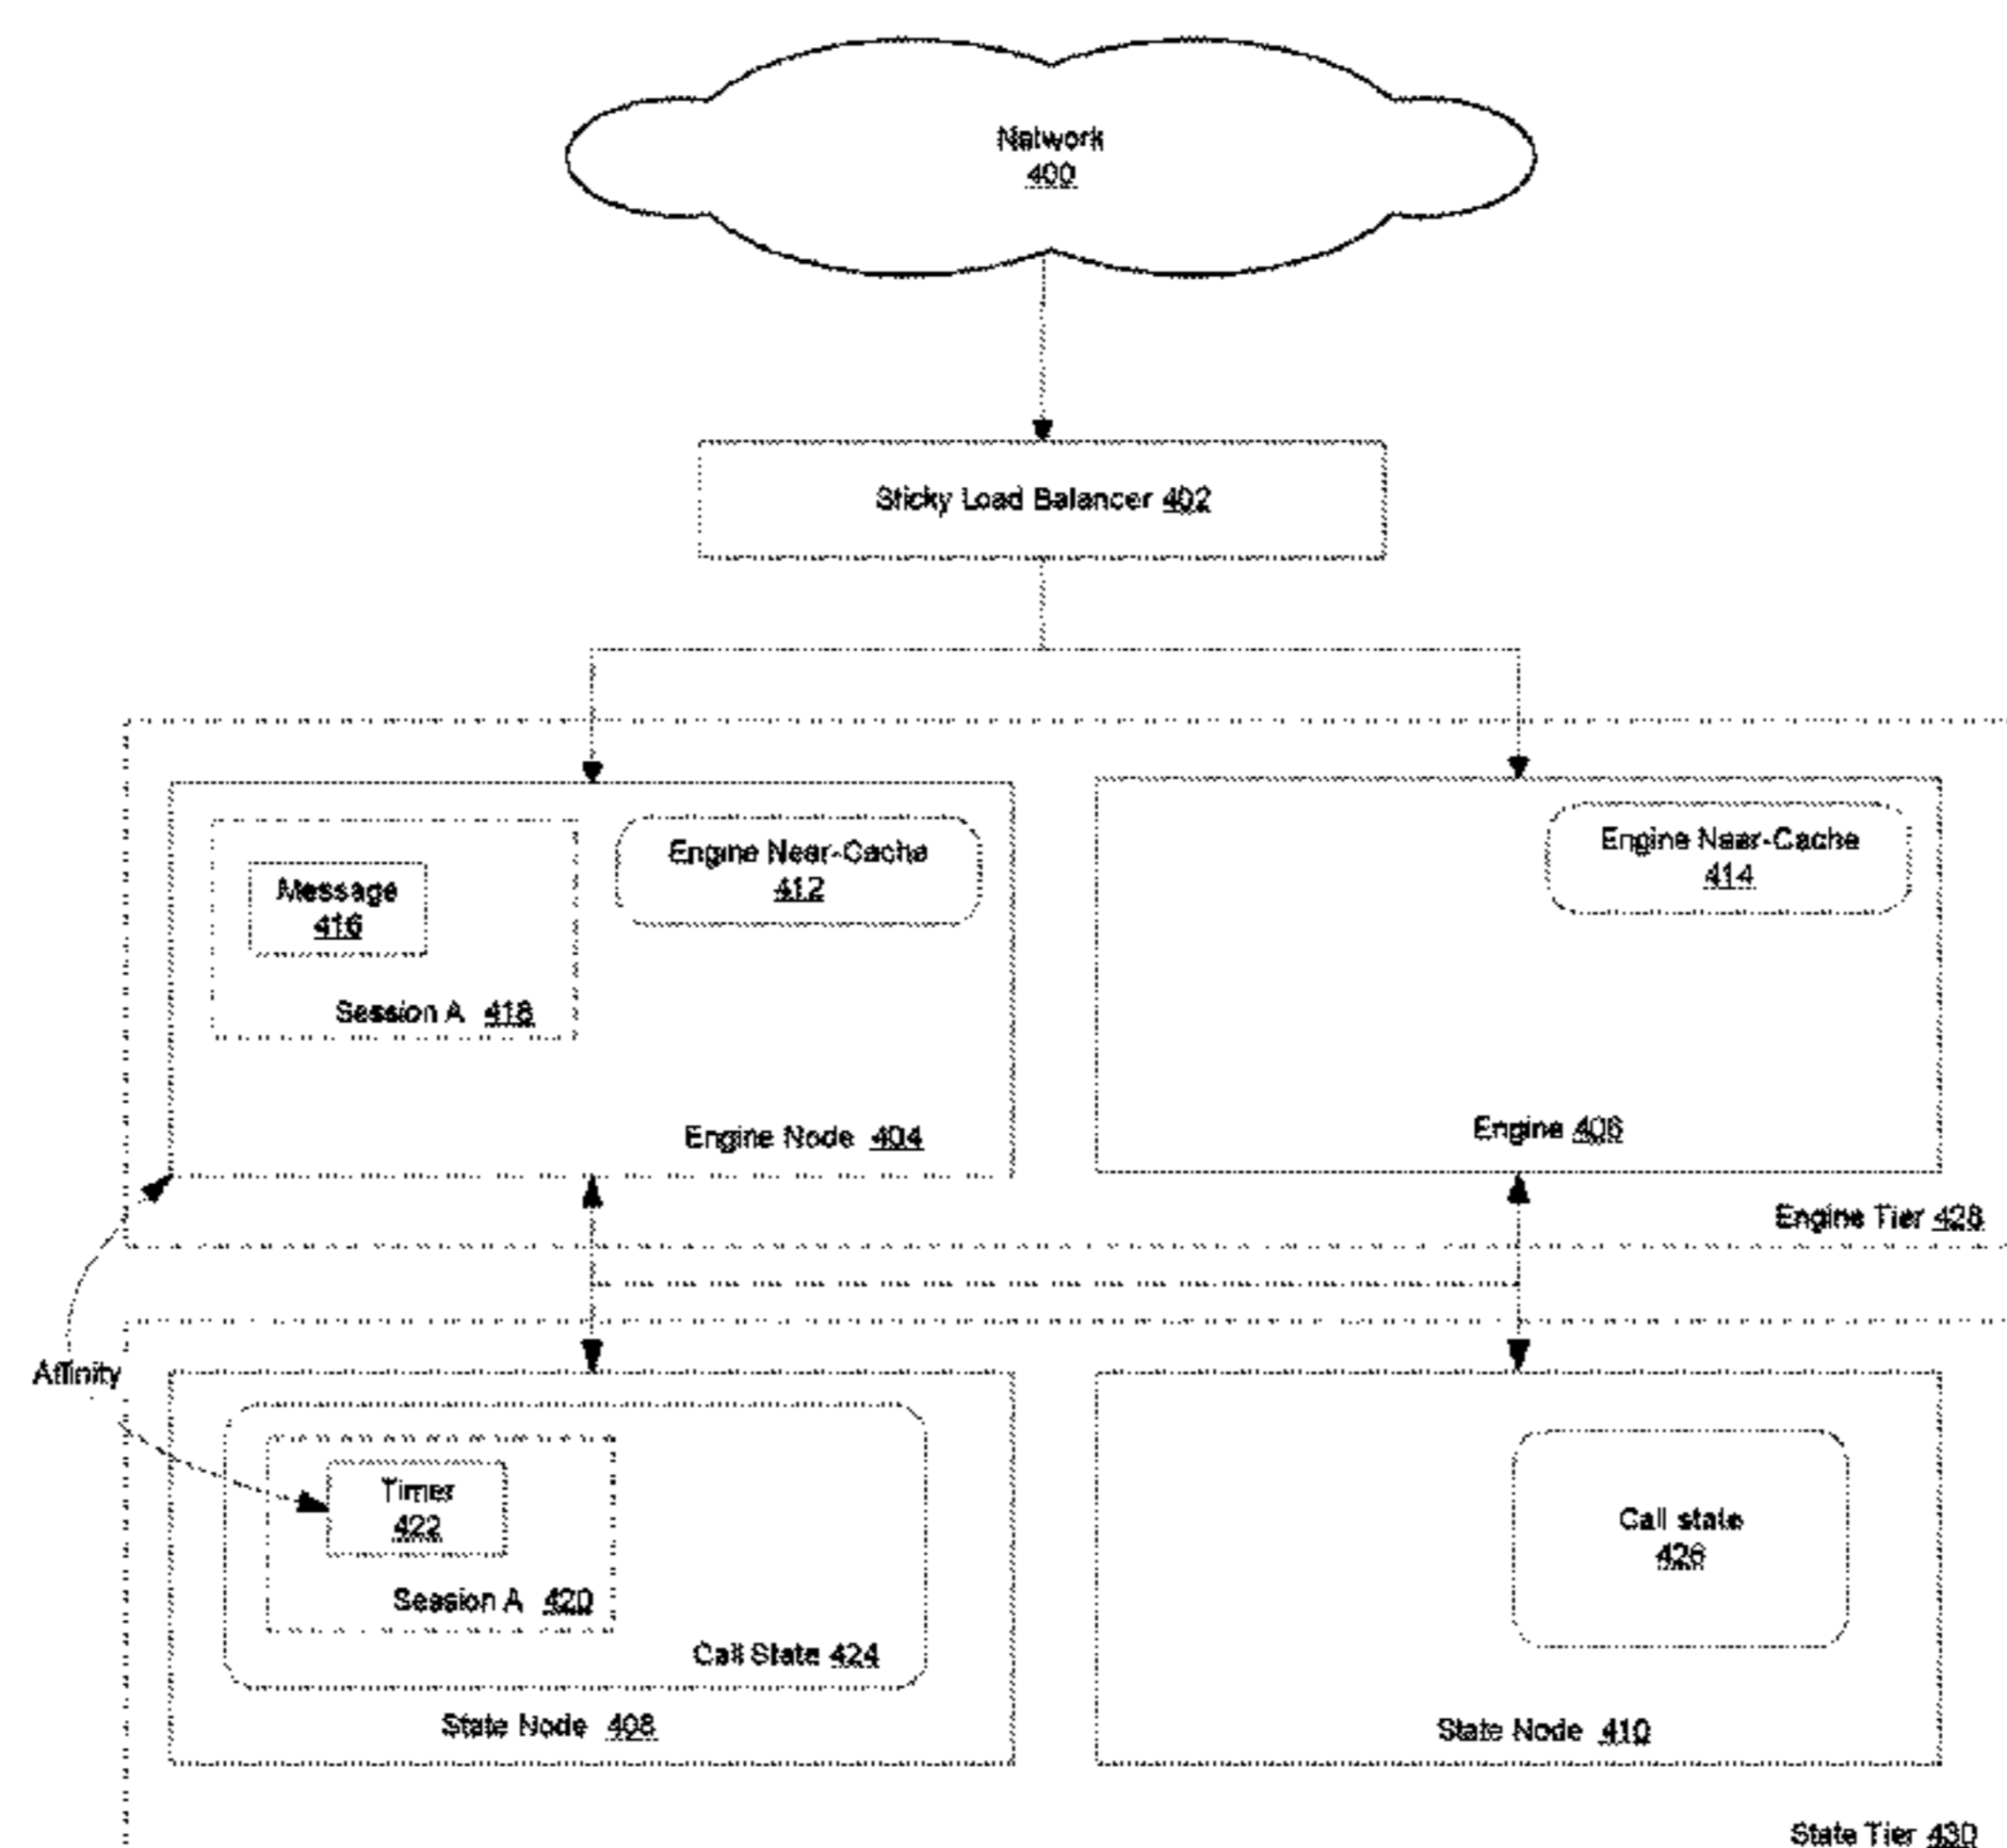 Network
400
Sticky Load Balancer 402
Engine Near-Cache
412
Engine Near-Cache
414
Message
416
Session A 418
Engine Node 404
Engine 406
Engine Tier 428
Affinity
Timer
422
Call state
426
Session A 420
Call State 424
State Node 408
State Node 410
State Tier 430